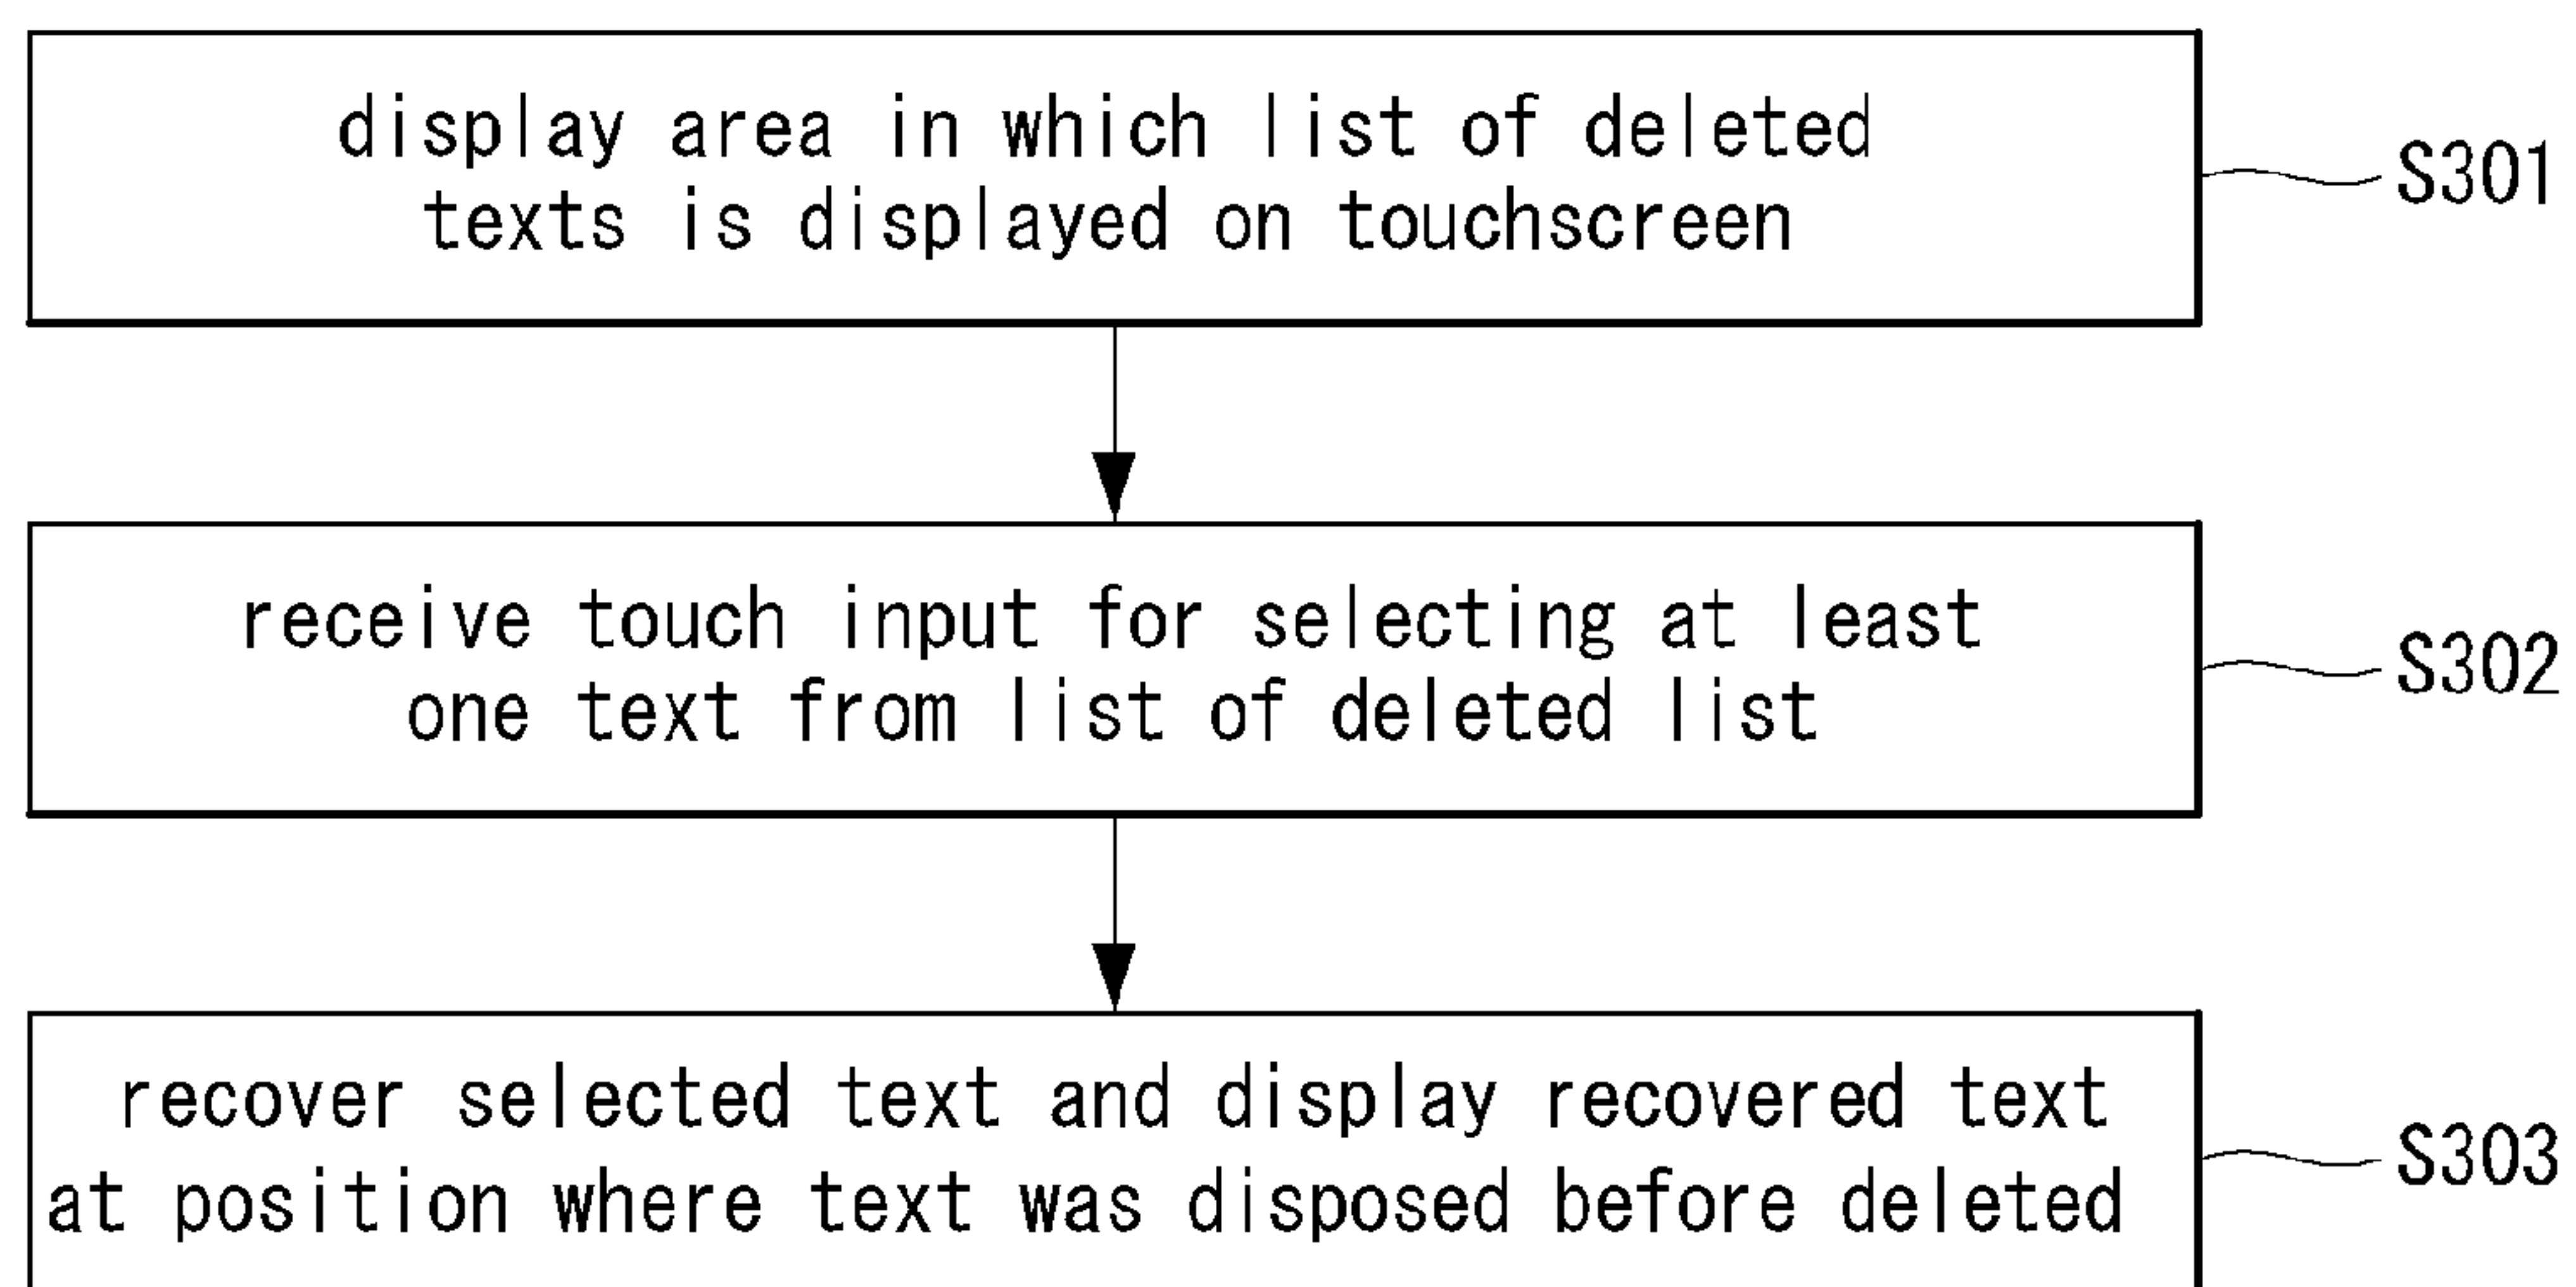 display area in which list of deleted
texts is displayed on touchscreen
S301
receive touch input for selecting at least
one text from list of deleted list
S302
recover selected text and display recovered text
at position where text was disposed before deleted
S303